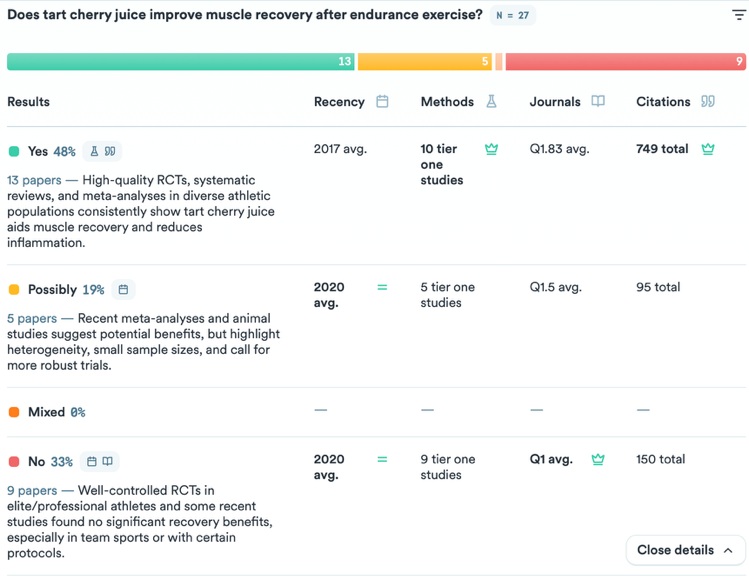 Does tart cherry juice improve muscle recovery after endurance exercise? N = 27
13 5 9
Results Recency Methods Journals Citations
Yes 48% 2017 avg. 10 tier one studies Q1.83 avg. 749 total
13 papers — High-quality RCTs, systematic
reviews, and meta-analyses in diverse athletic
populations consistently show tart cherry juice
aids muscle recovery and reduces
inflammation.
Possibly 19% 2020 avg. = 5 tier one studies Q1.5 avg. 95 total
5 papers — Recent meta-analyses and animal
studies suggest potential benefits, but highlight
heterogeneity, small sample sizes, and call for
more robust trials.
Mixed 0% — — — —
No 33% 2020 avg. = 9 tier one studies Q1 avg. 150 total
9 papers — Well-controlled RCTs in
elite/professional athletes and some recent
studies found no significant recovery benefits,
especially in team sports or with certain
protocols.
Close details